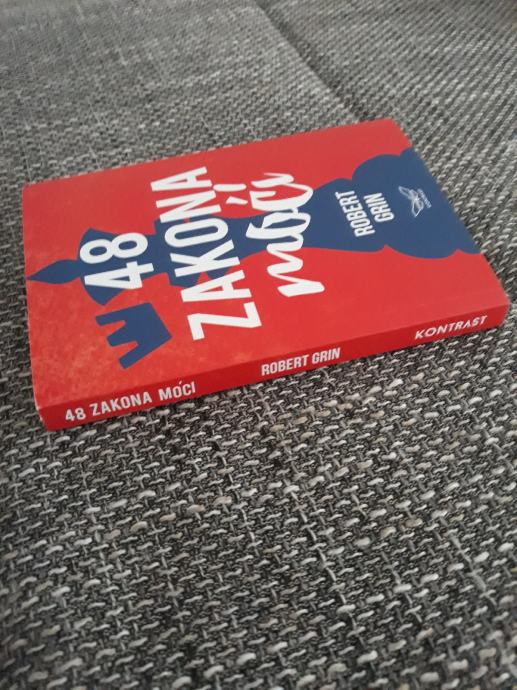 48
ZAKONA
moći
ROBERT
GRIN
48 ZAKONA MOĆI
ROBERT GRIN
KONTRAST